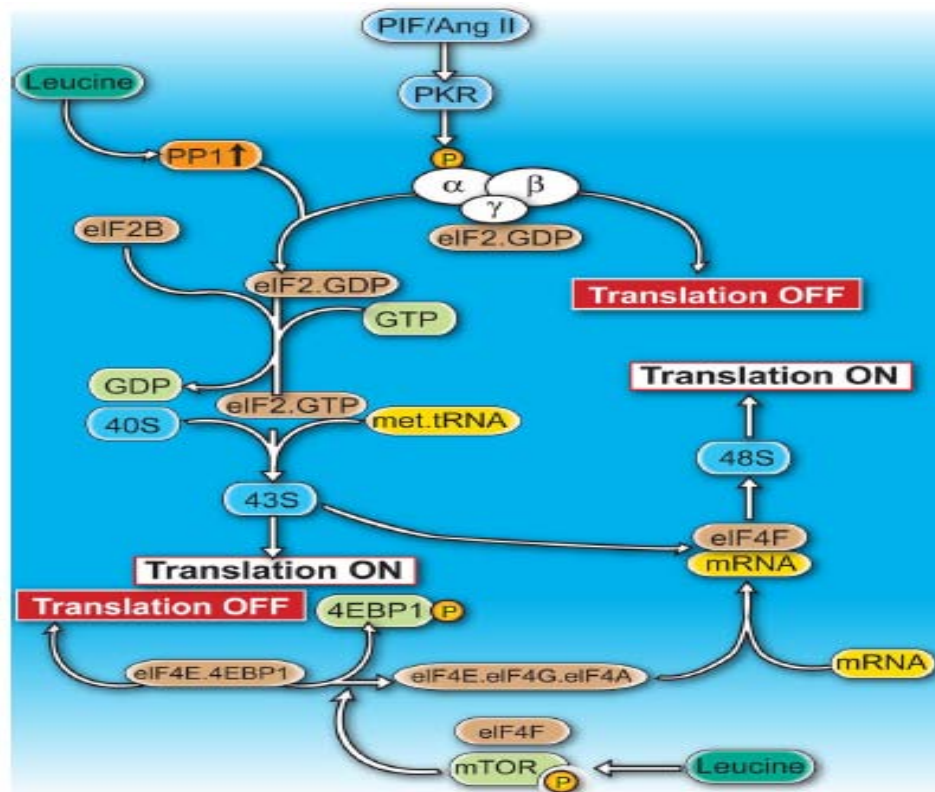 PIF/Ang II
Leucine
PKR
PP1
P
α
β
γ
eIF2B
eIF2.GDP
eIF2.GDP
Translation OFF
GTP
GDP
Translation ON
eIF2.GTP
40S
met.tRNA
48S
43S
eIF4F
mRNA
Translation ON
Translation OFF
4EBP1
P
eIF4E.4EBP1
eIF4E.eIF4G.eIF4A
mRNA
eIF4F
mTOR
P
Leucine